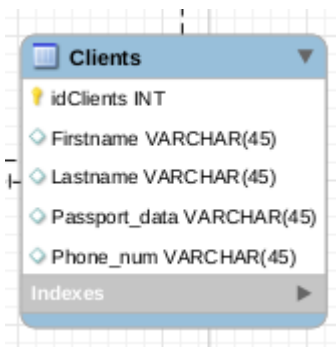 Clients
idClients INT
Firstname VARCHAR(45)
Lastname VARCHAR(45)
Passport_data VARCHAR(45)
Phone_num VARCHAR(45)
Indexes